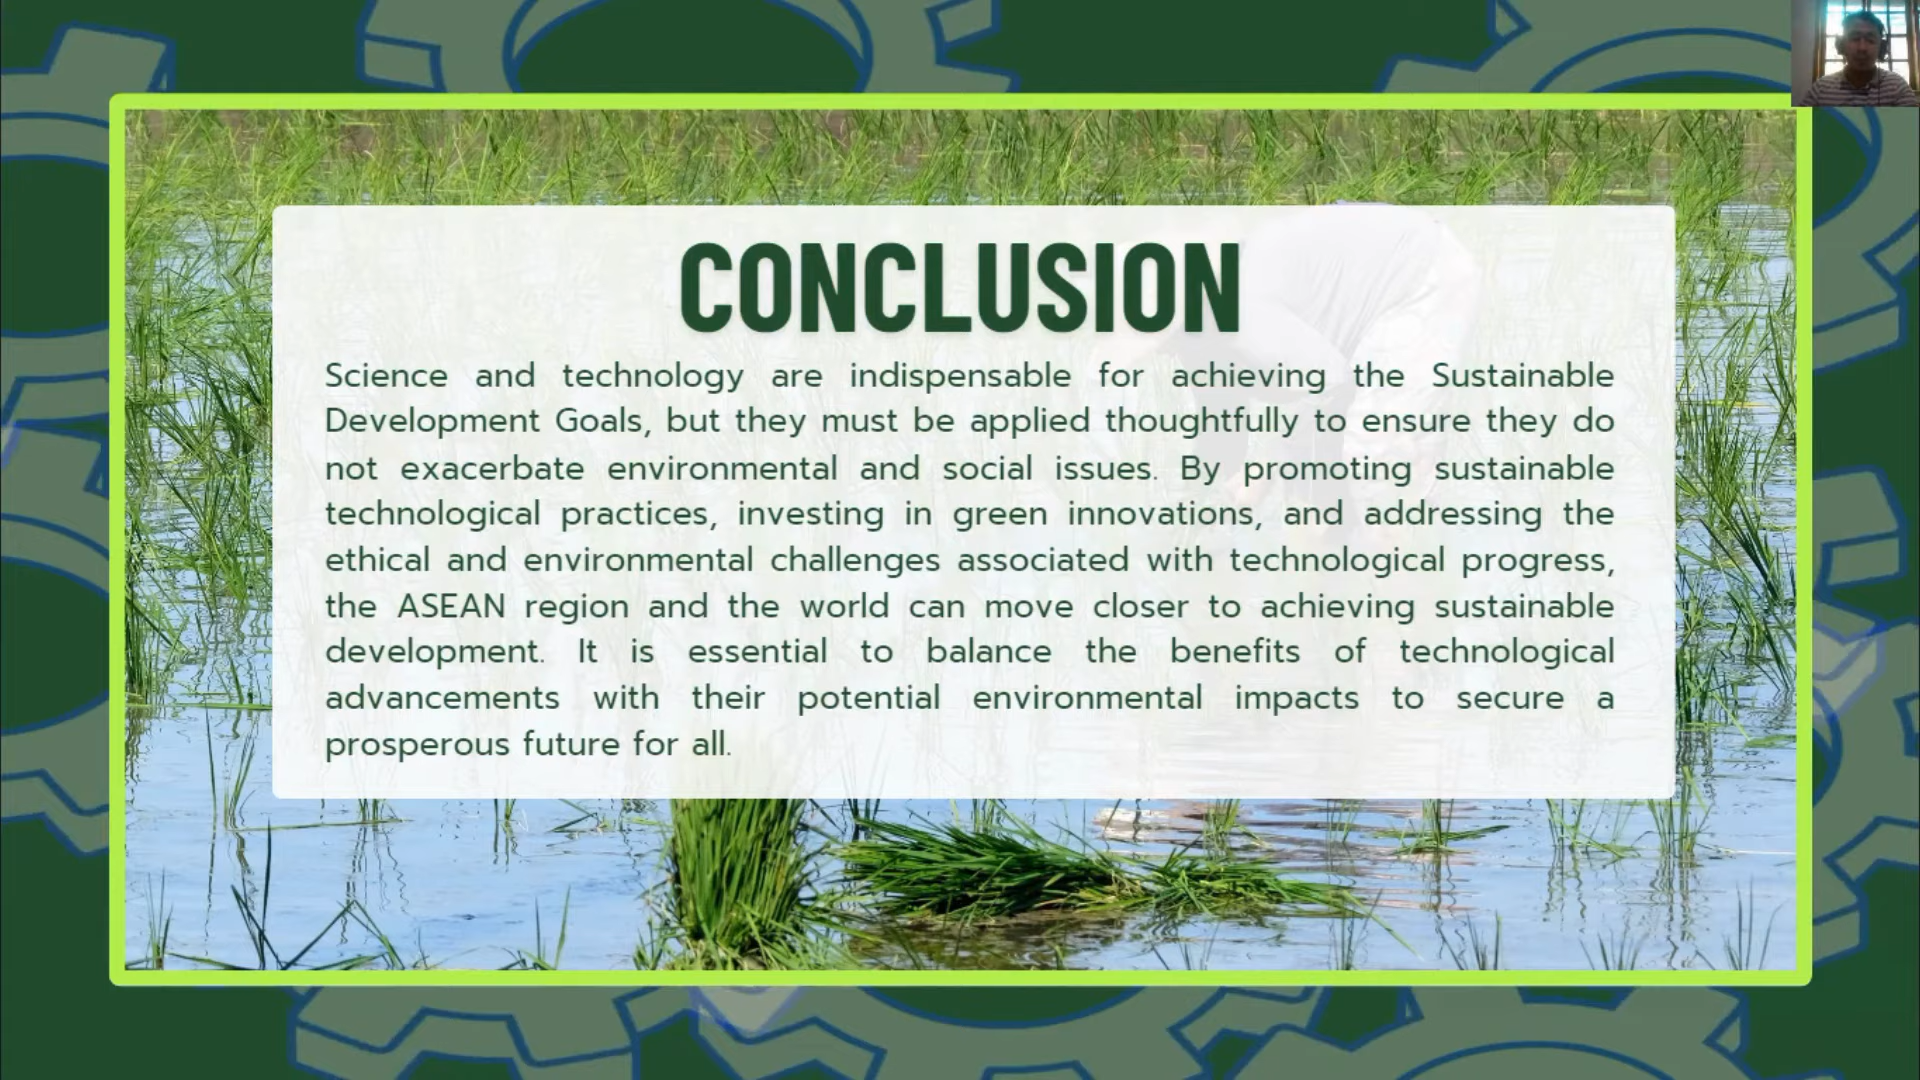 CONCLUSION
Science and technology are indispensable for achieving the Sustainable
Development Goals, but they must be applied thoughtfully to ensure they do
not exacerbate environmental and social issues. By promoting sustainable
technological practices, investing in green innovations, and addressing the
ethical and environmental challenges associated with technological progress,
the ASEAN region and the world can move closer to achieving sustainable
development. It is essential to balance the benefits of technological
advancements with their potential environmental impacts to secure a
prosperous future for all.